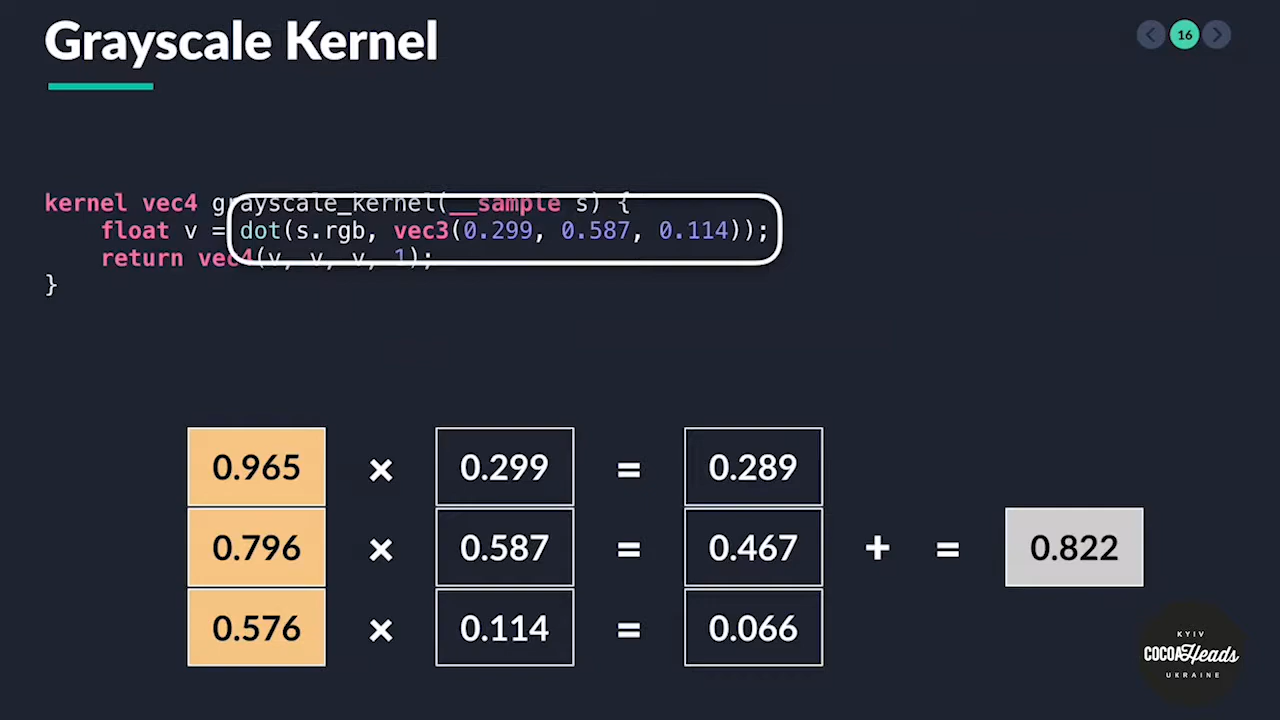 Grayscale Kernel
16
kernel vec4 grayscale_kernel(__sample s) {
    float v = dot(s.rgb, vec3(0.299, 0.587, 0.114));
    return vec4(v, v, v, 1);
}
0.965 × 0.299 = 0.289
0.796 × 0.587 = 0.467 + = 0.822
0.576 × 0.114 = 0.066
KYIV
COCOAHeads
UKRAINE